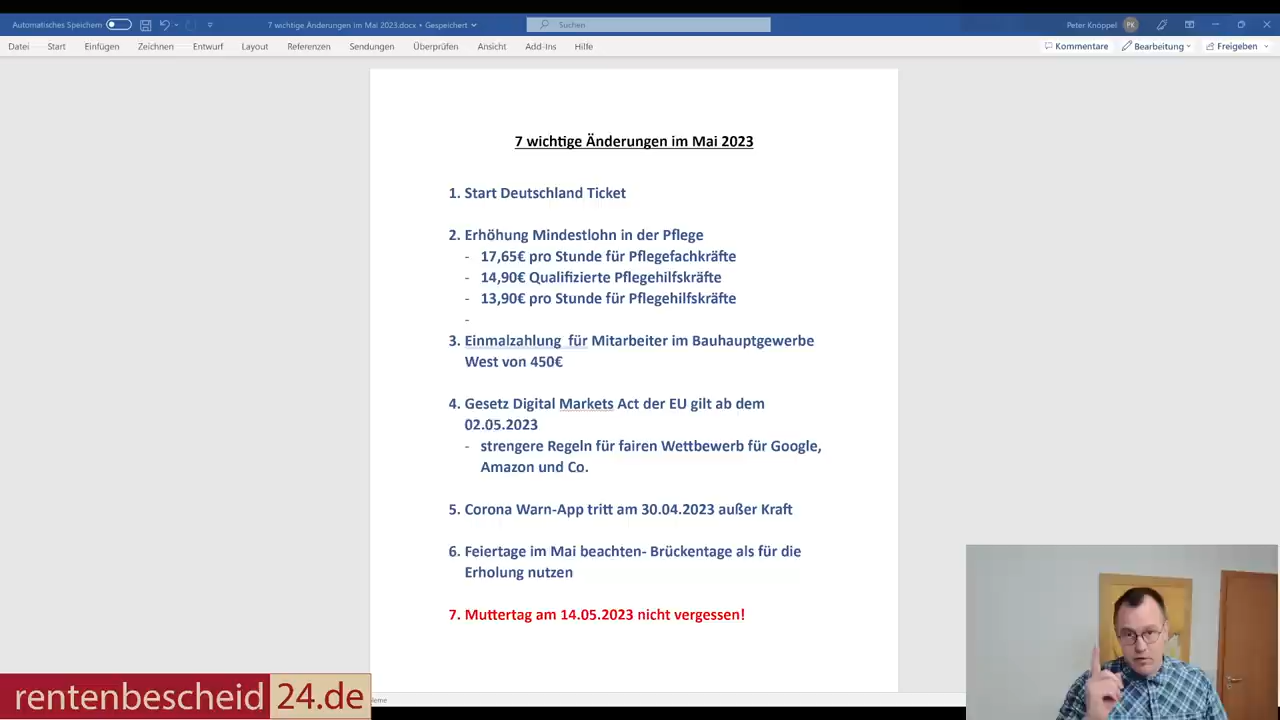 Automatisches Speichern
7 wichtige Änderungen im Mai 2023.docx • Gespeichert
Suchen
Peter Knöppel
PK
Datei Start Einfügen Zeichnen Entwurf Layout Referenzen Sendungen Überprüfen Ansicht Add-Ins Hilfe
Kommentare Bearbeitung Freigeben
7 wichtige Änderungen im Mai 2023
1. Start Deutschland Ticket
2. Erhöhung Mindestlohn in der Pflege
- 17,65€ pro Stunde für Pflegefachkräfte
- 14,90€ Qualifizierte Pflegehilfskräfte
- 13,90€ pro Stunde für Pflegehilfskräfte
-
3. Einmalzahlung für Mitarbeiter im Bauhauptgewerbe
West von 450€
4. Gesetz Digital Markets Act der EU gilt ab dem
02.05.2023
- strengere Regeln für fairen Wettbewerb für Google,
Amazon und Co.
5. Corona Warn-App tritt am 30.04.2023 außer Kraft
6. Feiertage im Mai beachten- Brückentage als für die
Erholung nutzen
7. Muttertag am 14.05.2023 nicht vergessen!
rentenbescheid24.de